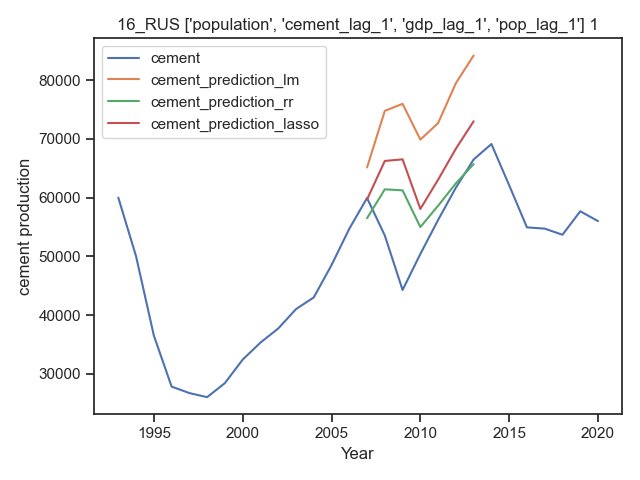 16_RUS ['population', 'cement_lag_1', 'gdp_lag_1', 'pop_lag_1'] 1
cement
cement_prediction_lm
cement_prediction_rr
cement_prediction_lasso
80000
70000
60000
50000
40000
30000
cement production
1995
2000
2005
2010
2015
2020
Year